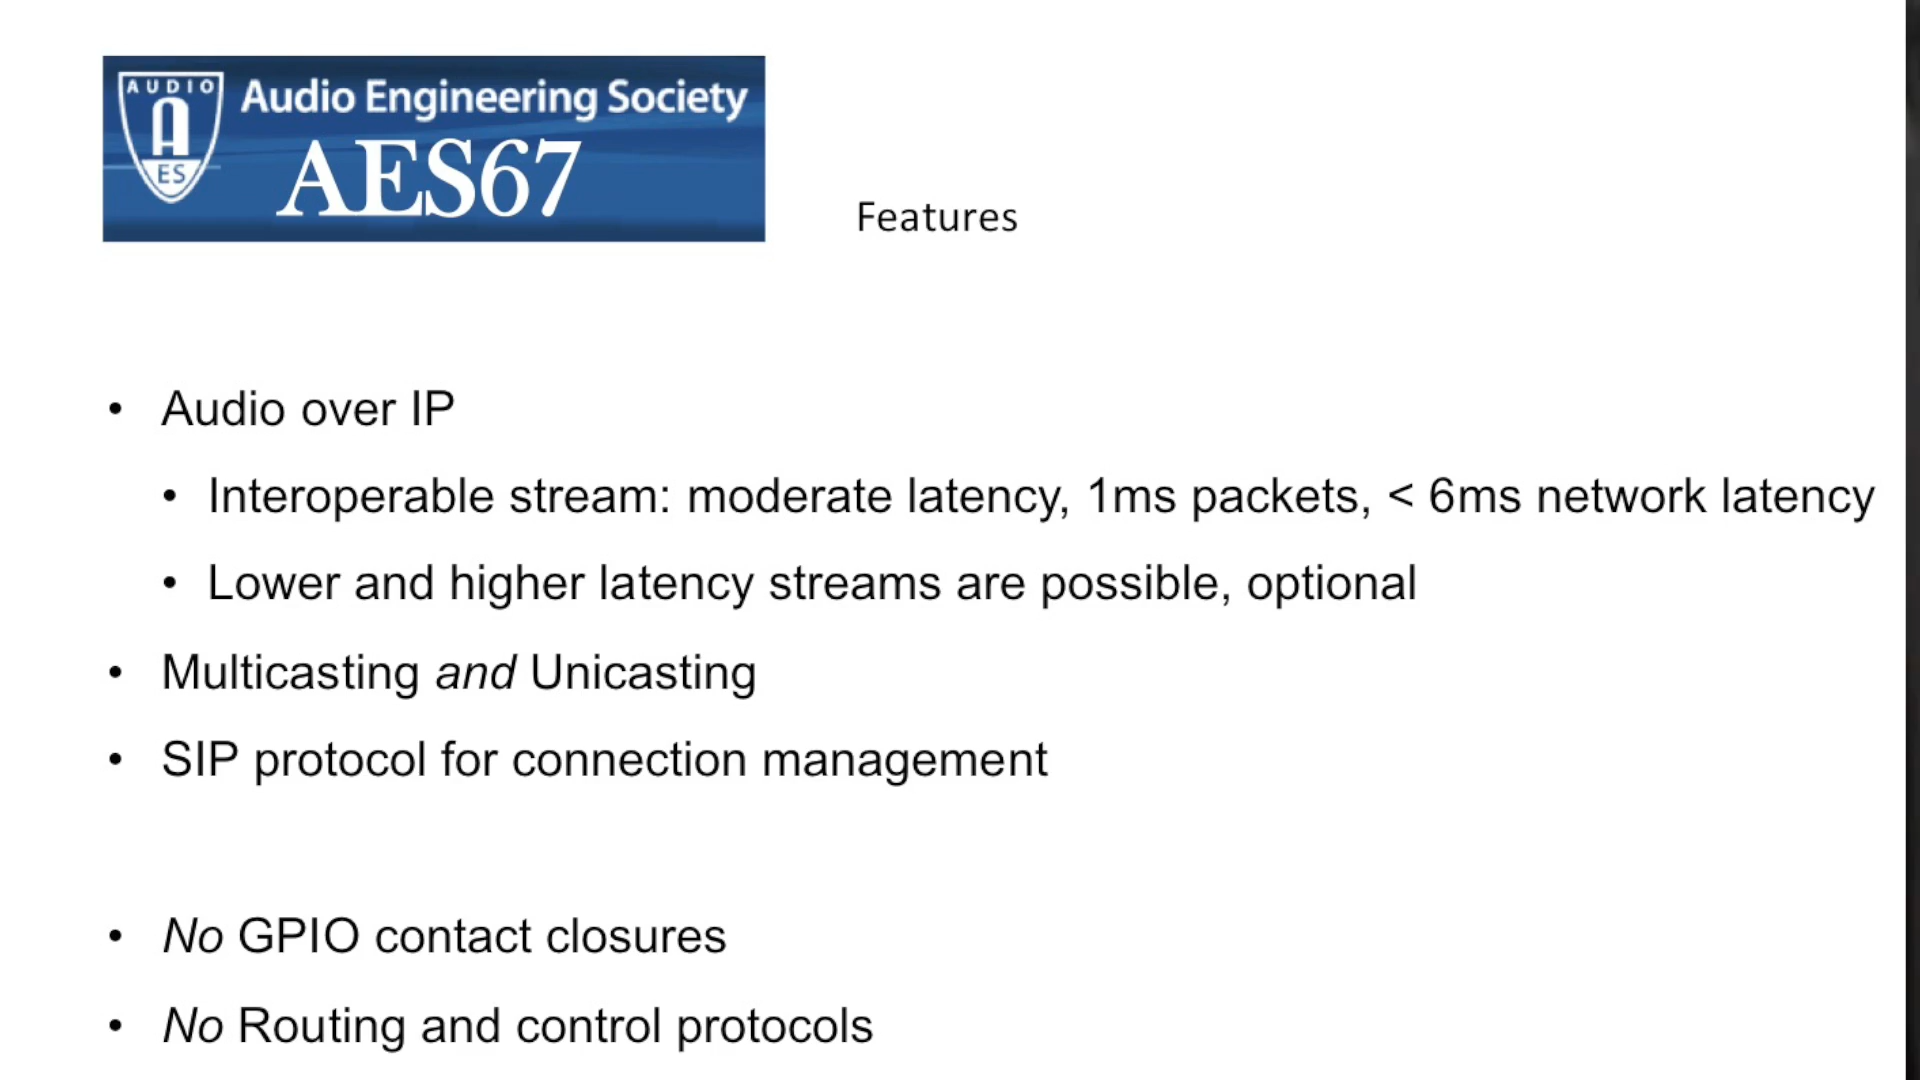 AUDIO
A
ES
Audio Engineering Society
AES67
Features
• Audio over IP
• Interoperable stream: moderate latency, 1ms packets, < 6ms network latency
• Lower and higher latency streams are possible, optional
• Multicasting and Unicasting
• SIP protocol for connection management
• No GPIO contact closures
• No Routing and control protocols